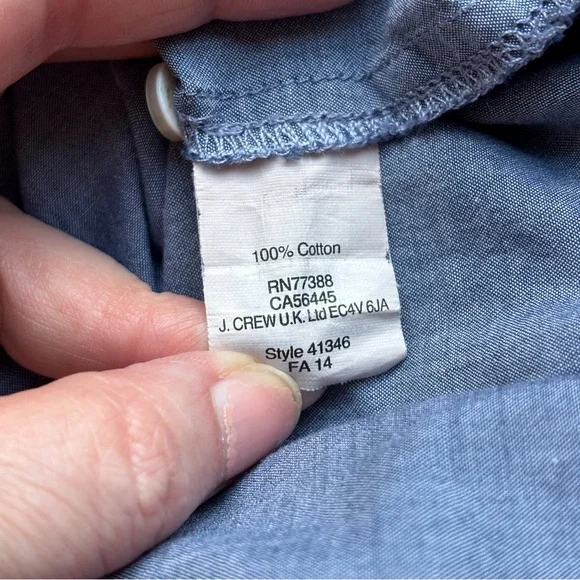 100% Cotton
RN77388
CA56445
J. CREW U.K. Ltd EC4V 6JA
Style 41346
FA 14